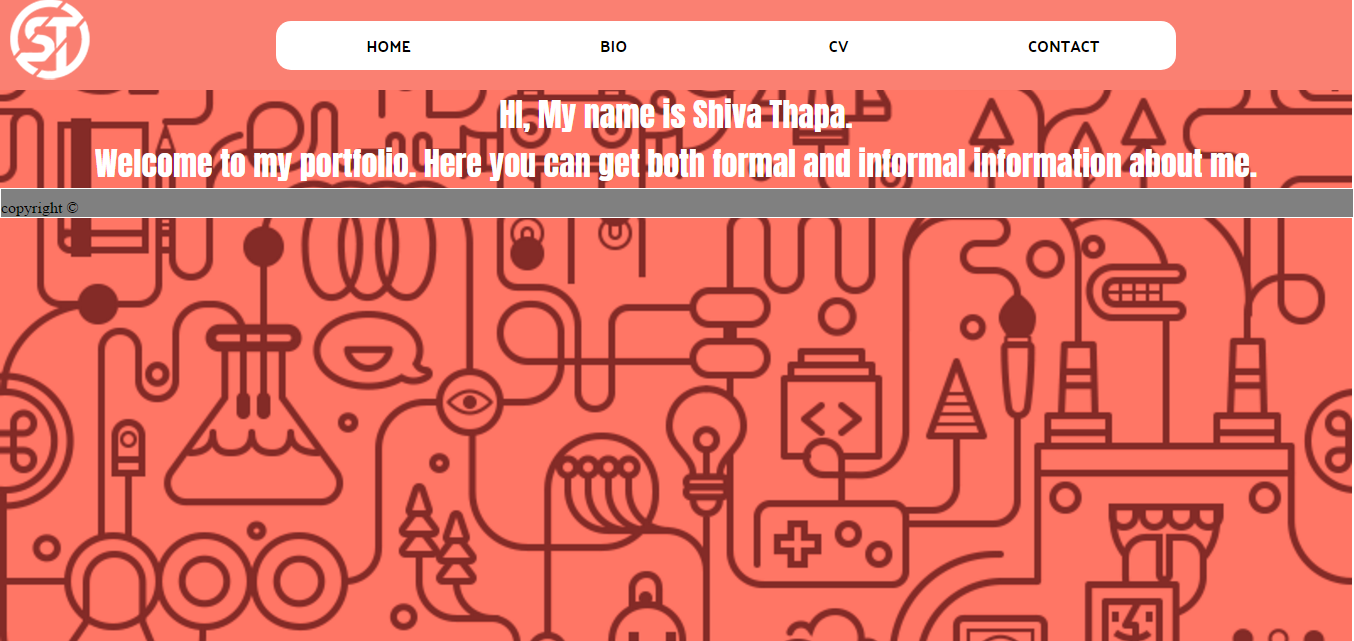 ST
HOME BIO CV CONTACT
HI, My name is Shiva Thapa.
Welcome to my portfolio. Here you can get both formal and informal information about me.
copyright ©